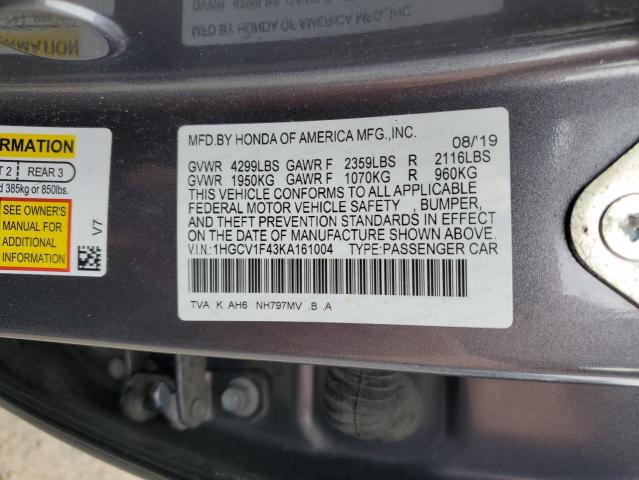 ORMATION
T 2 REAR 3
d 385kg or 850lbs.
SEE OWNER'S
MANUAL FOR
ADDITIONAL
V7
MFD.BY HONDA OF AMERICA MFG.,INC. 08/'19
GVWR 4299LBS GAWR F 2359LBS R 2116LBS
GVWR 1950KG GAWR F 1070KG R 960KG
THIS VEHICLE CONFORMS TO ALL APPLICABLE
FEDERAL MOTOR VEHICLE SAFETY , BUMPER,
AND THEFT PREVENTION STANDARDS IN EFFECT
ON THE DATE OF MANUFACTURE SHOWN ABOVE.
V.I.N.:1HGCV1F43KA161004 TYPE:PASSENGER CAR
TVA K AH6 NH797MV .B .A